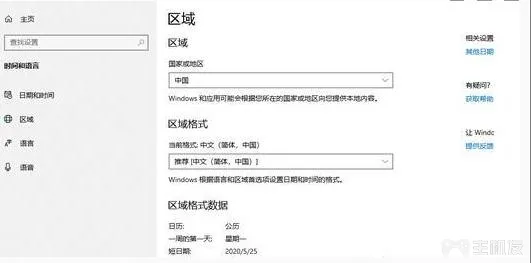 主页
查找设置
时间和语言
日期和时间
区域
语言
语音
区域
区域
国家或地区
中国
Windows 和应用可能会根据您所在的国家或地区向您提供本地内容。
区域格式
当前格式: 中文（简体，中国）
推荐 [中文（简体，中国）]
Windows 根据语言和区域首选项设置日期和时间的格式。
区域格式数据
日历: 公历
一周的第一天: 星期一
短日期: 2020/5/25
相关设置
其他日期
有疑问?
获取帮助
让 Windc
提供反馈
主机侠